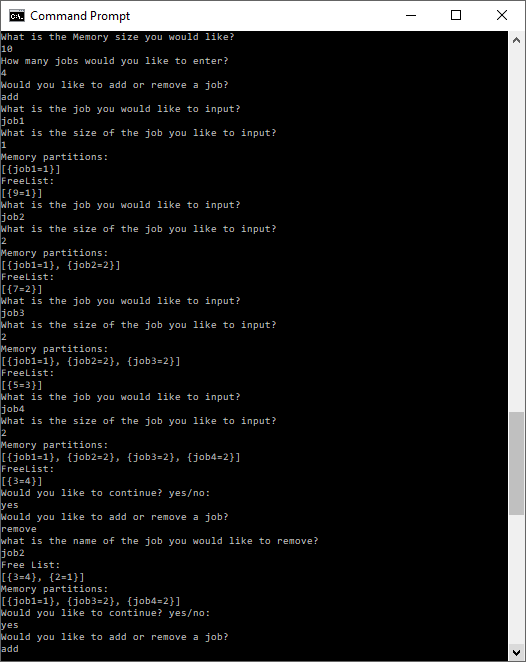 Command Prompt
What is the Memory size you would like?
10
How many jobs would you like to enter?
4
Would you like to add or remove a job?
add
What is the job you would like to input?
job1
What is the size of the job you like to input?
1
Memory partitions:
[{job1=1}]
FreeList:
[{9=1}]
What is the job you would like to input?
job2
What is the size of the job you like to input?
2
Memory partitions:
[{job1=1}, {job2=2}]
FreeList:
[{7=2}]
What is the job you would like to input?
job3
What is the size of the job you like to input?
2
Memory partitions:
[{job1=1}, {job2=2}, {job3=2}]
FreeList:
[{5=3}]
What is the job you would like to input?
job4
What is the size of the job you like to input?
2
Memory partitions:
[{job1=1}, {job2=2}, {job3=2}, {job4=2}]
FreeList:
[{3=4}]
Would you like to continue? yes/no:
yes
Would you like to add or remove a job?
remove
what is the name of the job you would like to remove?
job2
Free List:
[{3=4}, {2=1}]
Memory partitions:
[{job1=1}, {job3=2}, {job4=2}]
Would you like to continue? yes/no:
yes
Would you like to add or remove a job?
add